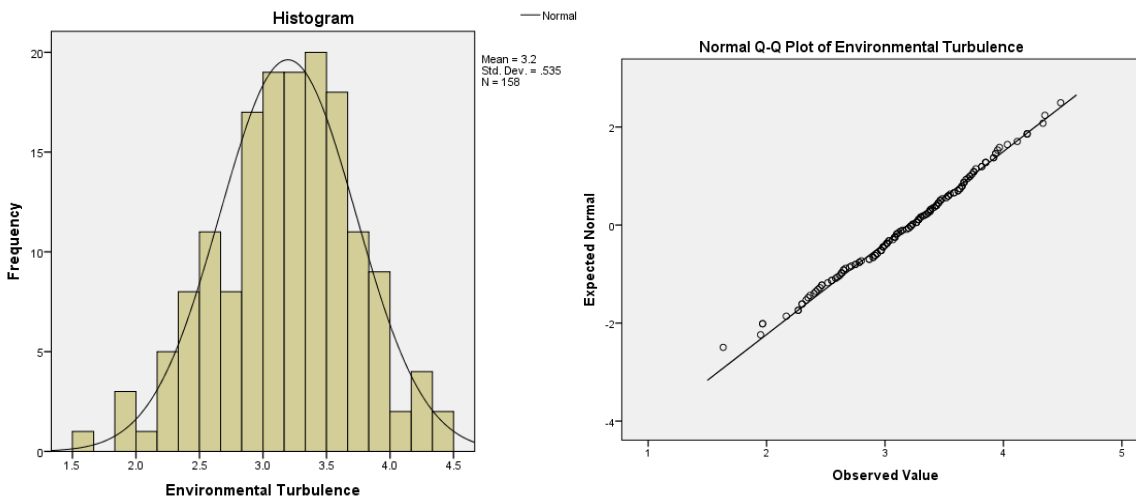 Histogram
Normal
Mean = 3.2
Std. Dev. = .535
N = 158
Frequency
20
15
10
5
0
1.5 2.0 2.5 3.0 3.5 4.0 4.5
Environmental Turbulence
Normal Q-Q Plot of Environmental Turbulence
Expected Normal
2
0
-2
-4
1 2 3 4 5
Observed Value